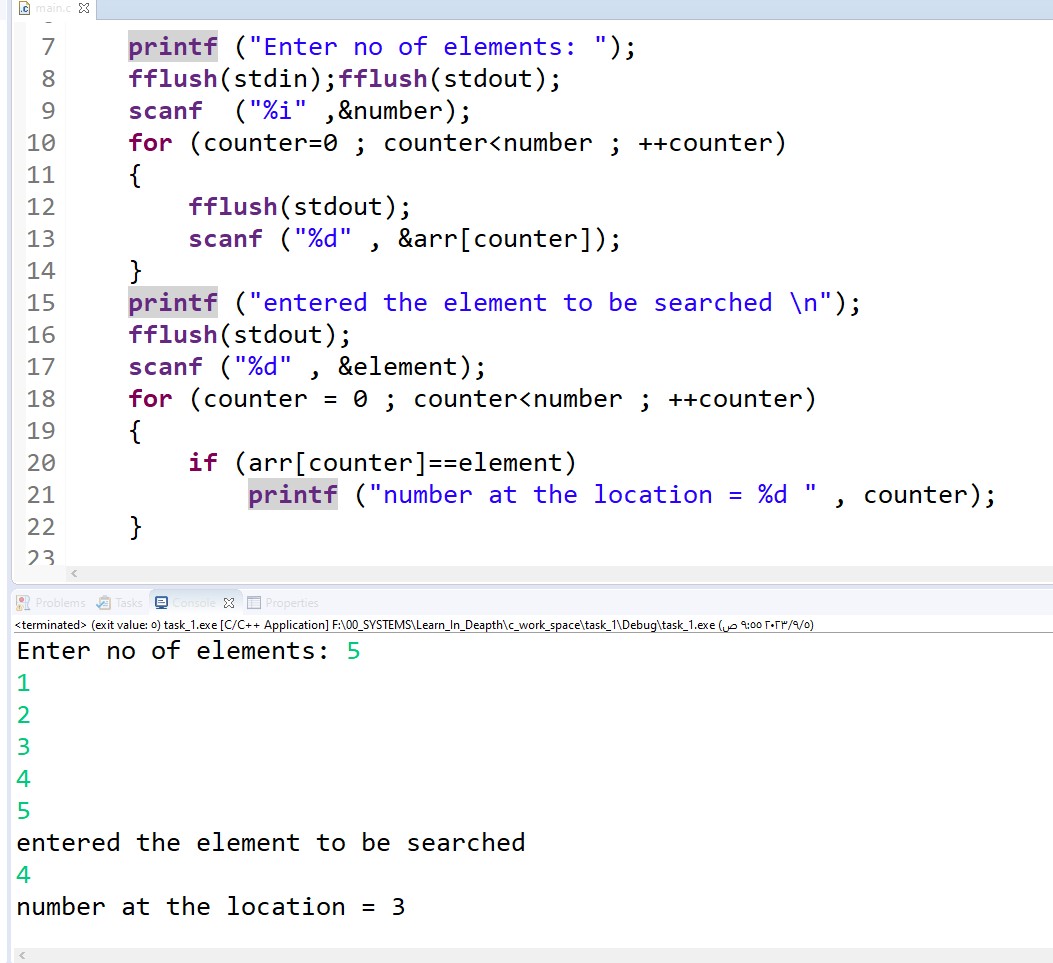 main.c
7 printf ("Enter no of elements: ");
8 fflush(stdin);fflush(stdout);
9 scanf  ("%i" ,&number);
10 for (counter=0 ; counter<number ; ++counter)
11 {
12 fflush(stdout);
13 scanf ("%d" , &arr[counter]);
14 }
15 printf ("entered the element to be searched \n");
16 fflush(stdout);
17 scanf ("%d" , &element);
18 for (counter = 0 ; counter<number ; ++counter)
19 {
20 if (arr[counter]==element)
21 printf ("number at the location = %d " , counter);
22 }
23
Problems Tasks Console Properties
<terminated> (exit value: ٥) task_1.exe [C/C++ Application] F:\00_SYSTEMS\Learn_In_Deapth\c_work_space\task_1\Debug\task_1.exe (٢٠٢٣/٩/٥ ٩:٥٥ ص)
Enter no of elements: 5
1
2
3
4
5
entered the element to be searched
4
number at the location = 3